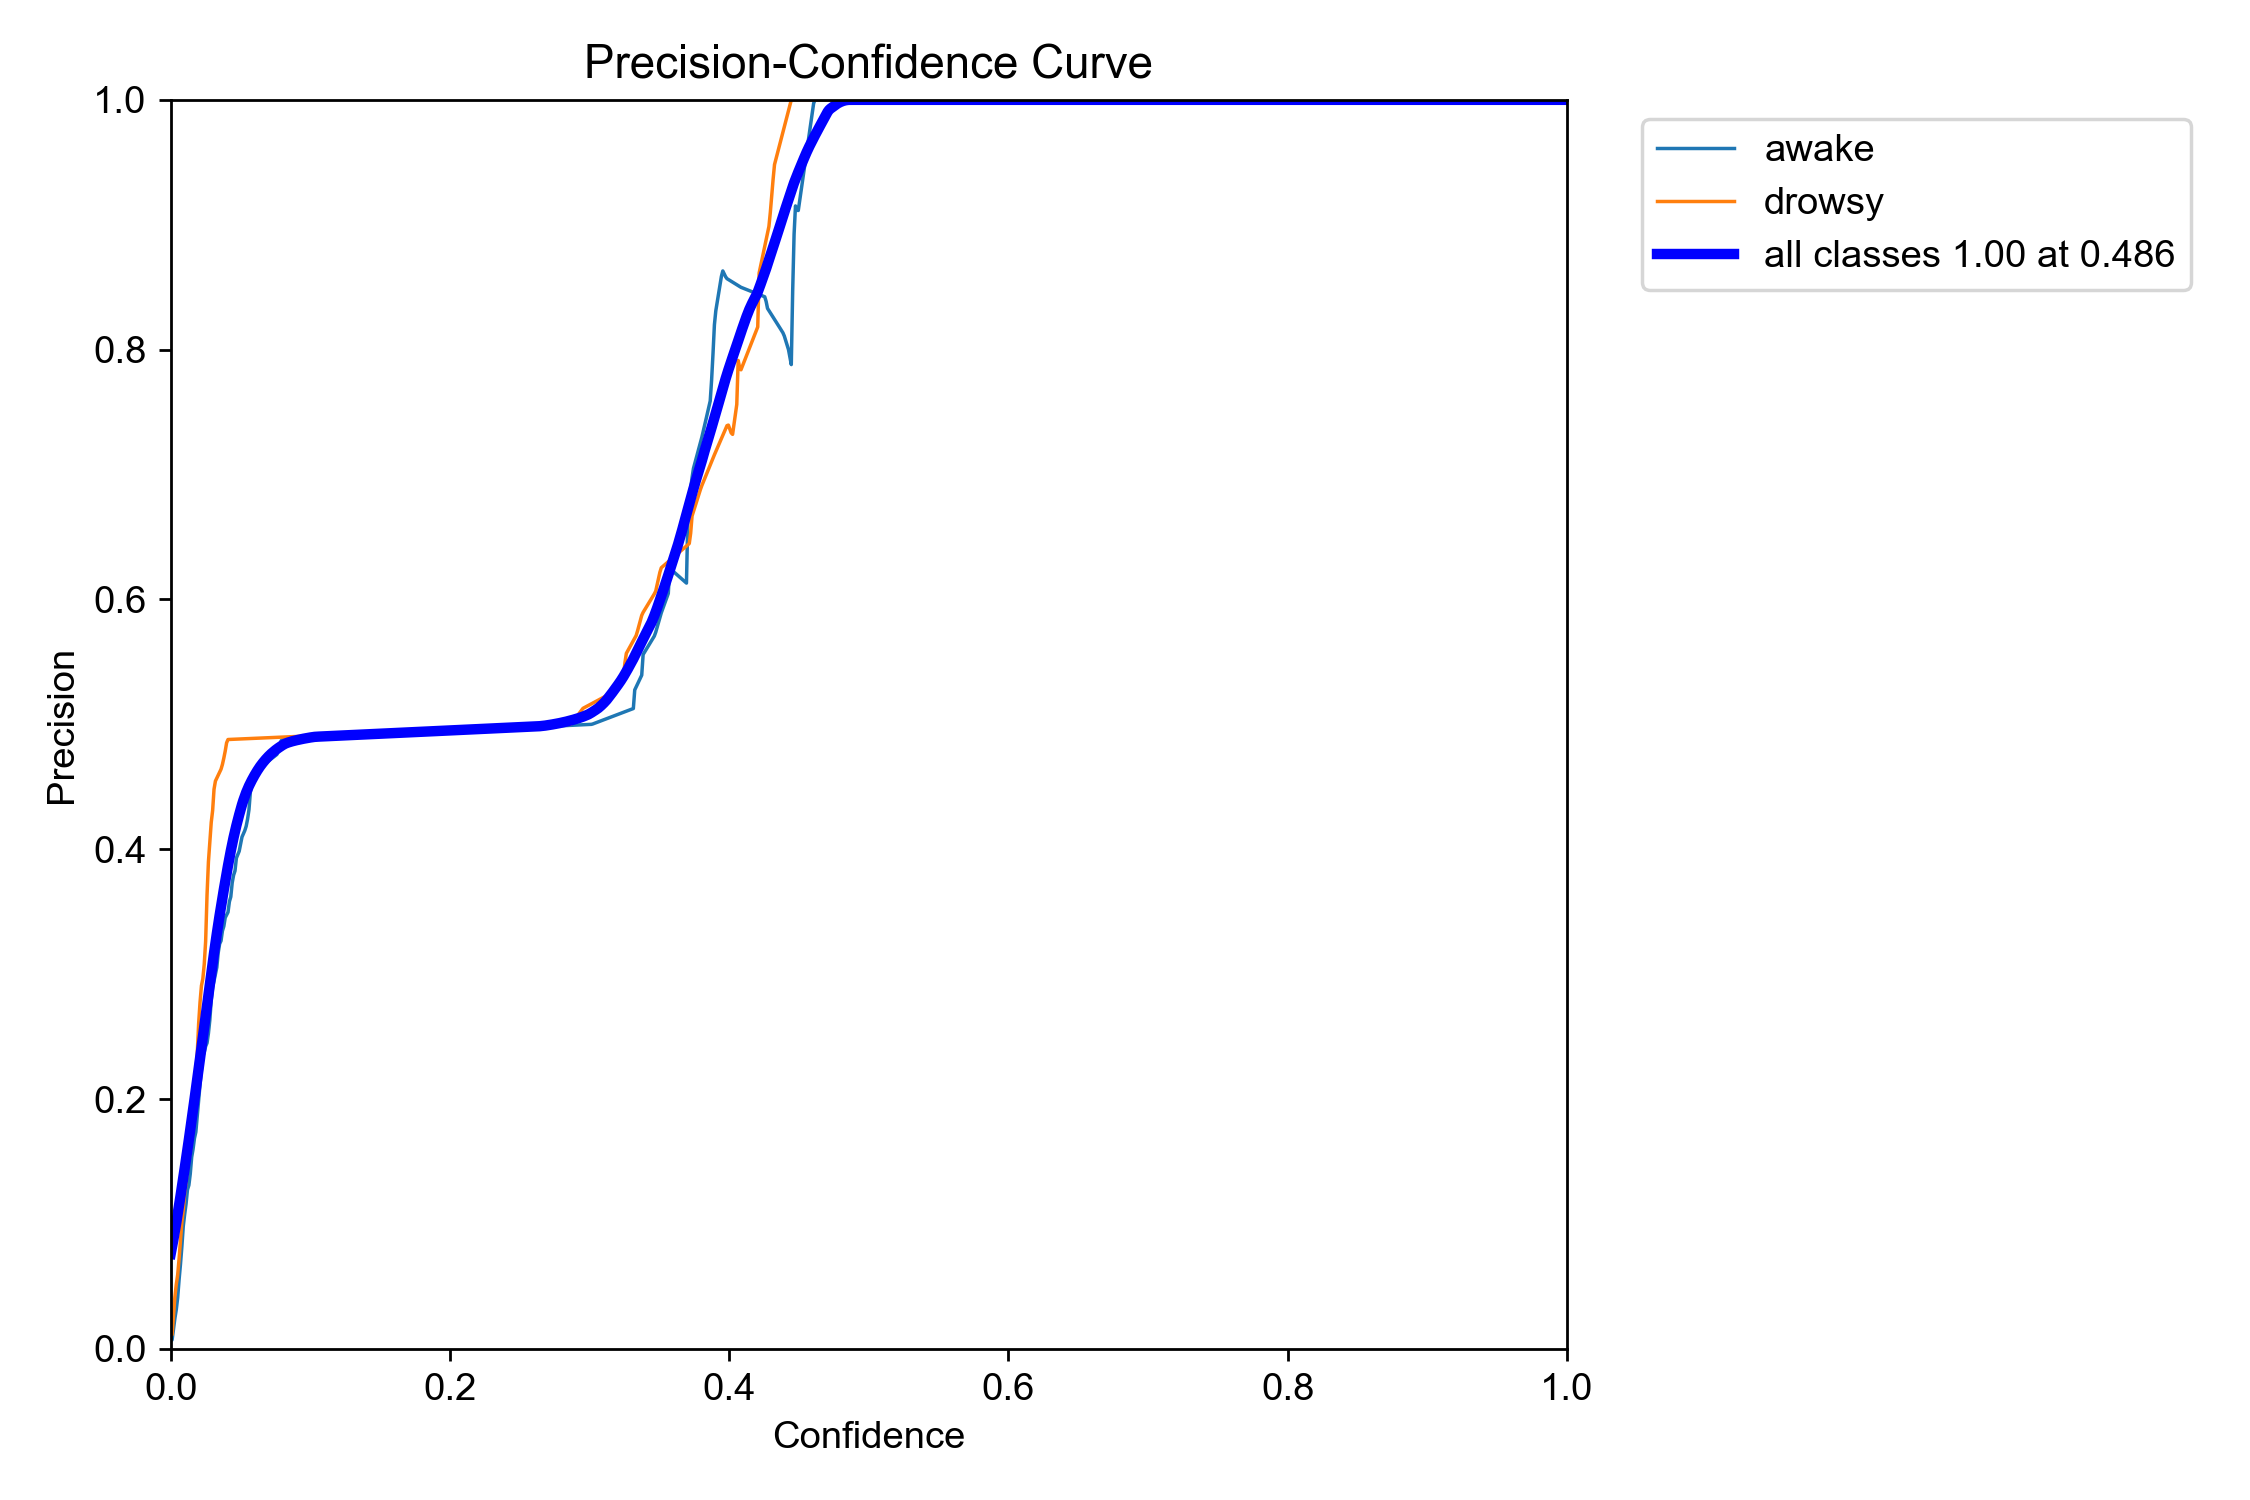 Precision-Confidence Curve
1.0
0.8
0.6
0.4
0.2
0.0
Precision
0.0 0.2 0.4 0.6 0.8 1.0
Confidence
awake
drowsy
all classes 1.00 at 0.486